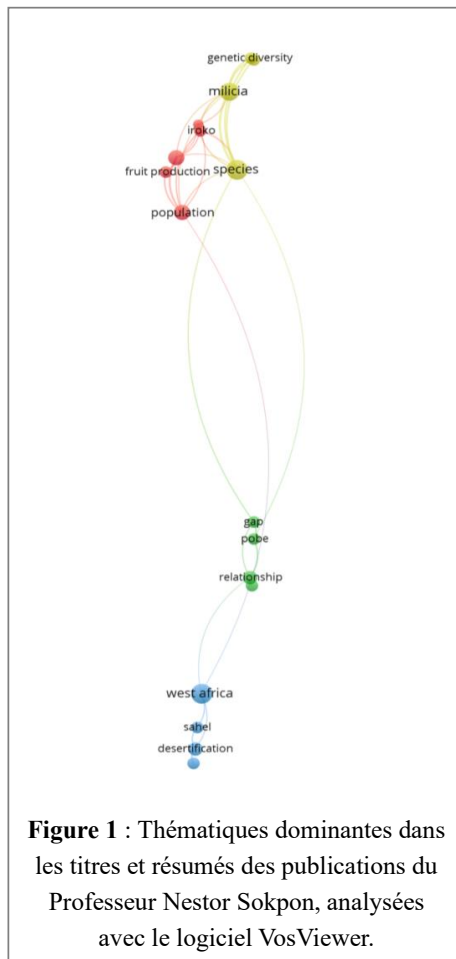 genetic diversity
milicia
iroko
fruit production
species
population
gap
pobe
relationship
west africa
sahel
desertification
Figure 1 : Thématiques dominantes dans
les titres et résumés des publications du
Professeur Nestor Sokpon, analysées
avec le logiciel VosViewer.